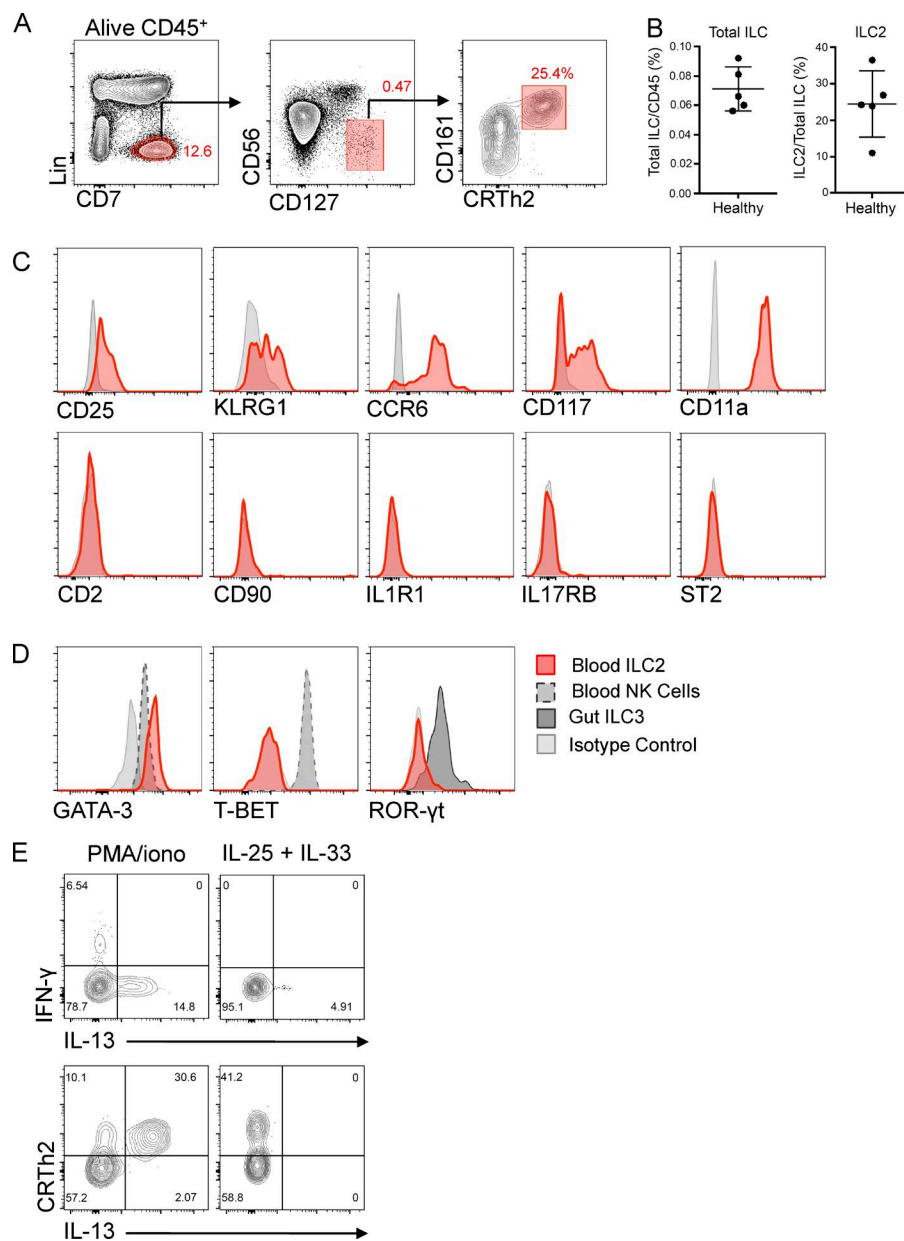 A
Alive CD45+
Lin
12.6
CD7
CD56
0.47
CD127
CD161
25.4%
CRTh2
B
Total ILC
Total ILC/CD45 (%)
0.10
0.08
0.06
0.04
0.02
0.00
Healthy
ILC2
ILC2/Total ILC (%)
40
30
20
10
0
Healthy
C
CD25
KLRG1
CCR6
CD117
CD11a
CD2
CD90
IL1R1
IL17RB
ST2
D
GATA-3
T-BET
ROR-γt
Blood ILC2
Blood NK Cells
Gut ILC3
Isotype Control
E
PMA/iono
IL-25 + IL-33
IFN-γ
6.54
0
78.7
14.8
0
0
95.1
4.91
IL-13
CRTh2
10.1
30.6
57.2
2.07
41.2
0
58.8
0
IL-13